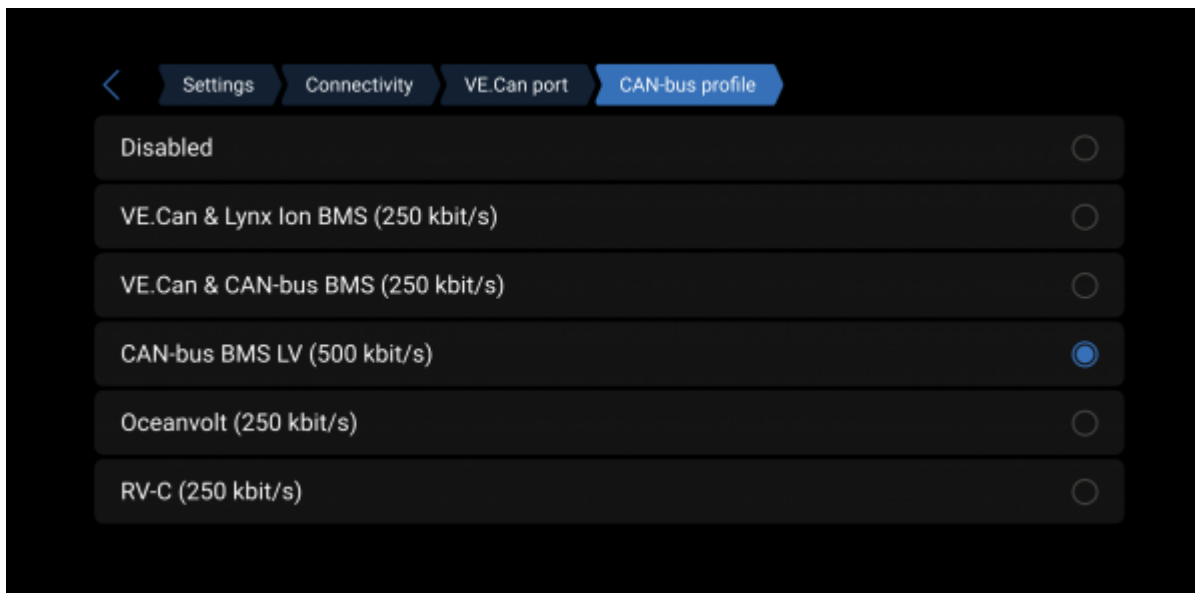 Settings Connectivity VE.Can port CAN-bus profile
Disabled
VE.Can & Lynx Ion BMS (250 kbit/s)
VE.Can & CAN-bus BMS (250 kbit/s)
CAN-bus BMS LV (500 kbit/s)
Oceanvolt (250 kbit/s)
RV-C (250 kbit/s)